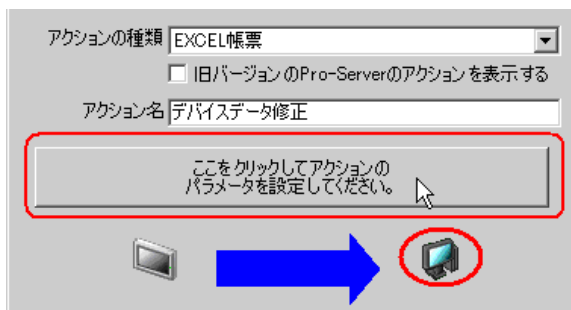 アクションの種類 EXCEL帳票
旧バージョンのPro-Serverのアクションを表示する
アクション名 デバイスデータ修正
ここをクリックしてアクションの
パラメータを設定してください。